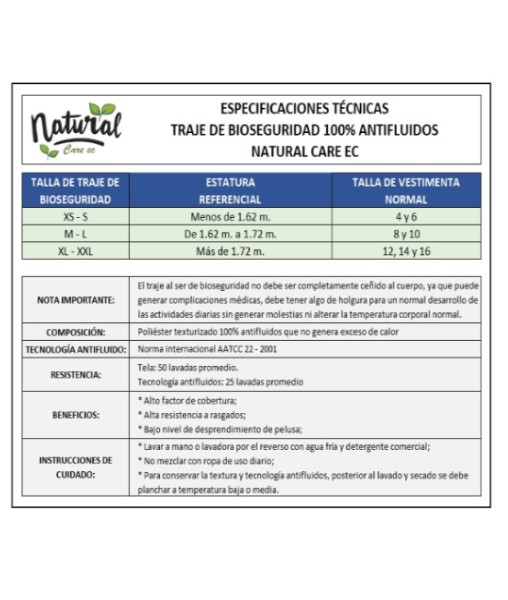 Natural
Care ec
ESPECIFICACIONES TÉCNICAS
TRAJE DE BIOSEGURIDAD 100% ANTIFLUIDOS
NATURAL CARE EC
TALLA DE TRAJE DE BIOSEGURIDAD
ESTATURA REFERENCIAL
TALLA DE VESTIMENTA NORMAL
XS - S
Menos de 1.62 m.
4 y 6
M - L
De 1.62 m. a 1.72 m.
8 y 10
XL - XXL
Más de 1.72 m.
12, 14 y 16
NOTA IMPORTANTE:
El traje al ser de bioseguridad no debe ser completamente ceñido al cuerpo, ya que puede
generar complicaciones médicas, debe tener algo de holgura para un normal desarrollo de
las actividades diarias sin generar molestias ni alterar la temperatura corporal normal.
COMPOSICIÓN:
Poliéster texturizado 100% antifluidos que no genera exceso de calor
TECNOLOGÍA ANTIFLUIDO:
Norma internacional AATCC 22 - 2001
RESISTENCIA:
Tela: 50 lavadas promedio.
Tecnología antifluidos: 25 lavadas promedio
BENEFICIOS:
* Alto factor de cobertura;
* Alta resistencia a rasgados;
* Bajo nivel de desprendimiento de pelusa;
INSTRUCCIONES DE CUIDADO:
* Lavar a mano o lavadora por el reverso con agua fría y detergente comercial;
* No mezclar con ropa de uso diario;
* Para conservar la textura y tecnología antifluidos, posterior al lavado y secado se debe
planchar a temperatura baja o media.